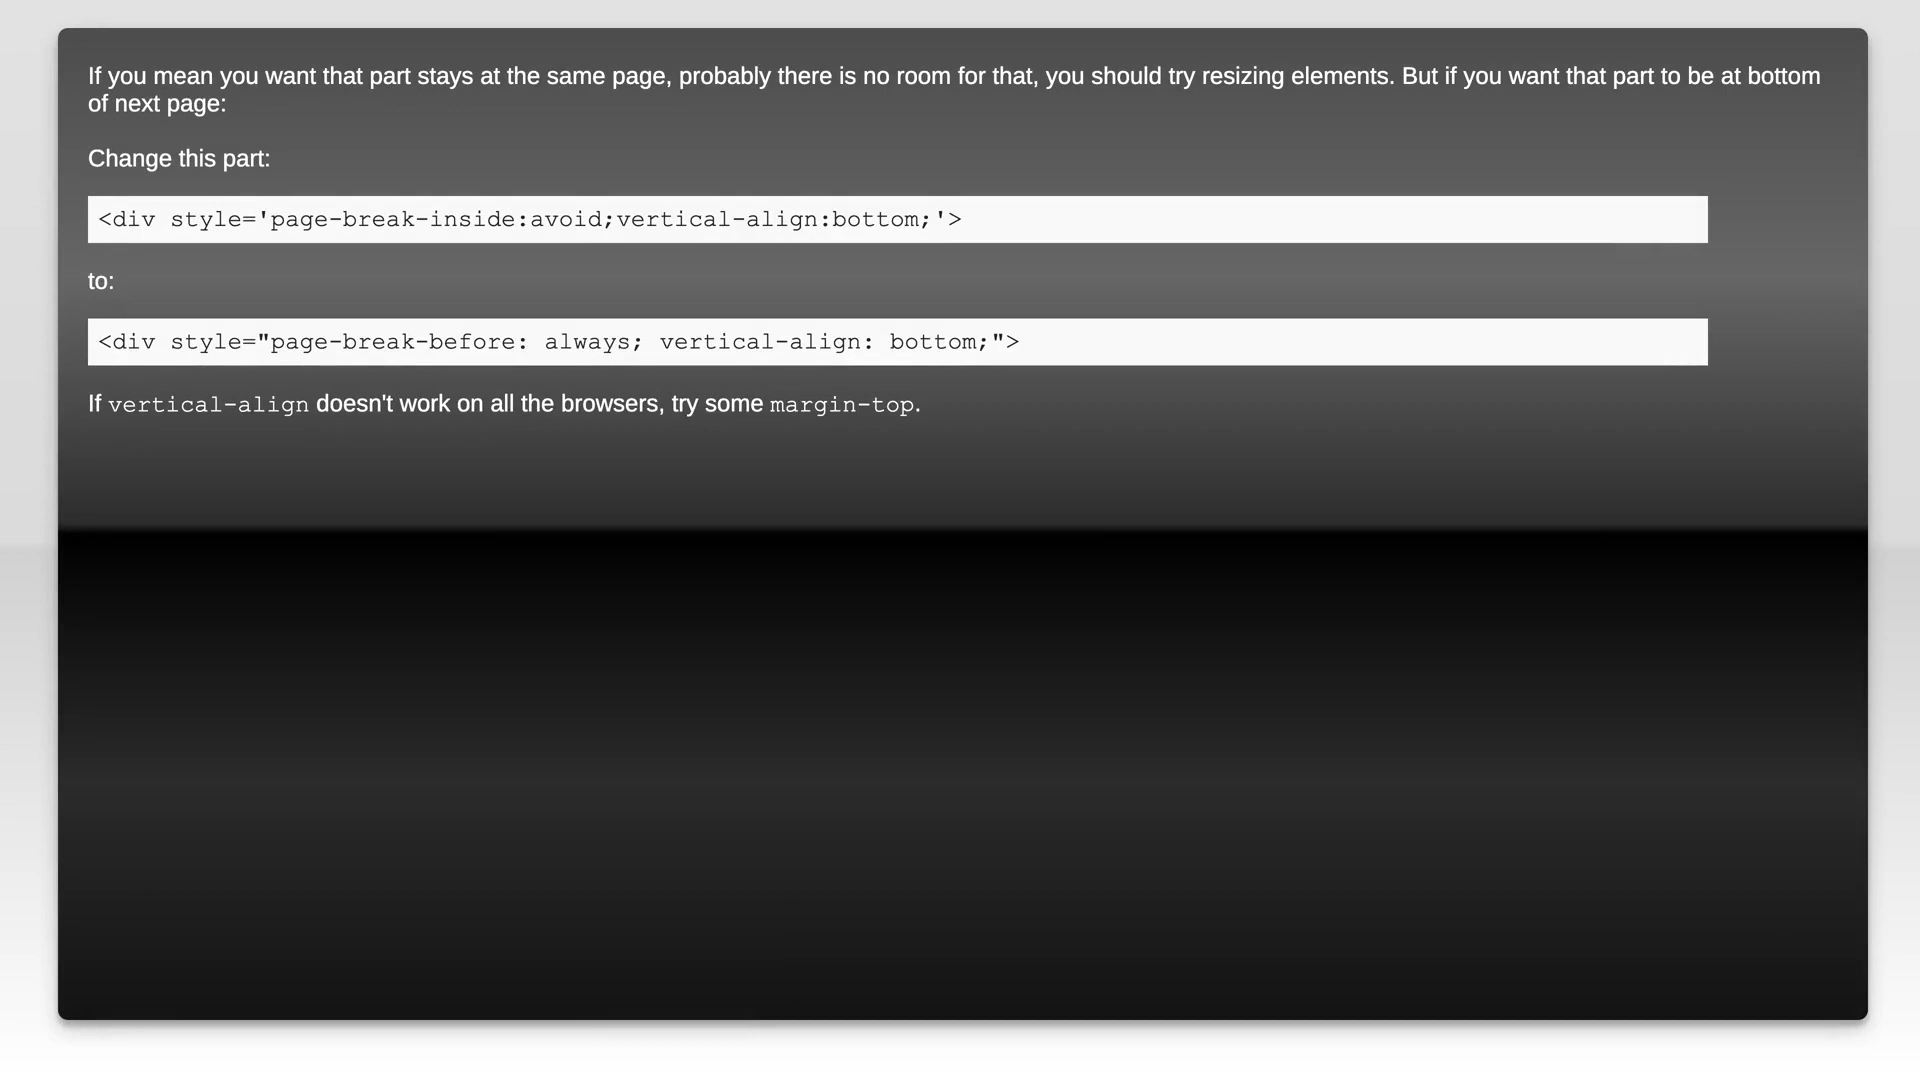 If you mean you want that part stays at the same page, probably there is no room for that, you should try resizing elements. But if you want that part to be at bottom
of next page:
Change this part:
<div style='page-break-inside:avoid;vertical-align:bottom;'>
to:
<div style="page-break-before: always; vertical-align: bottom;">
If vertical-align doesn't work on all the browsers, try some margin-top.